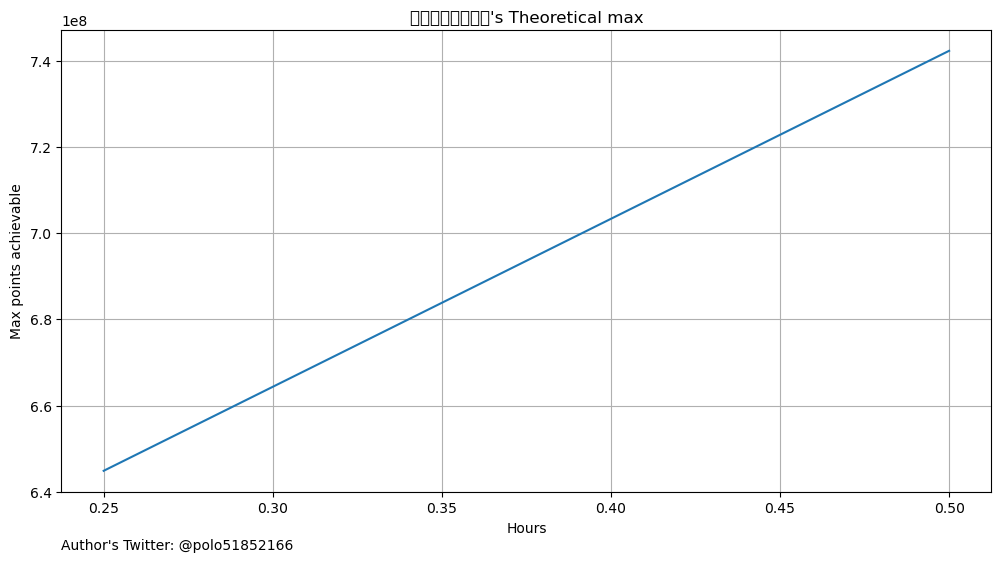 's Theoretical max
1e8
7.4
7.2
7.0
6.8
6.6
6.4
Max points achievable
0.25 0.30 0.35 0.40 0.45 0.50
Hours
Author's Twitter: @polo51852166